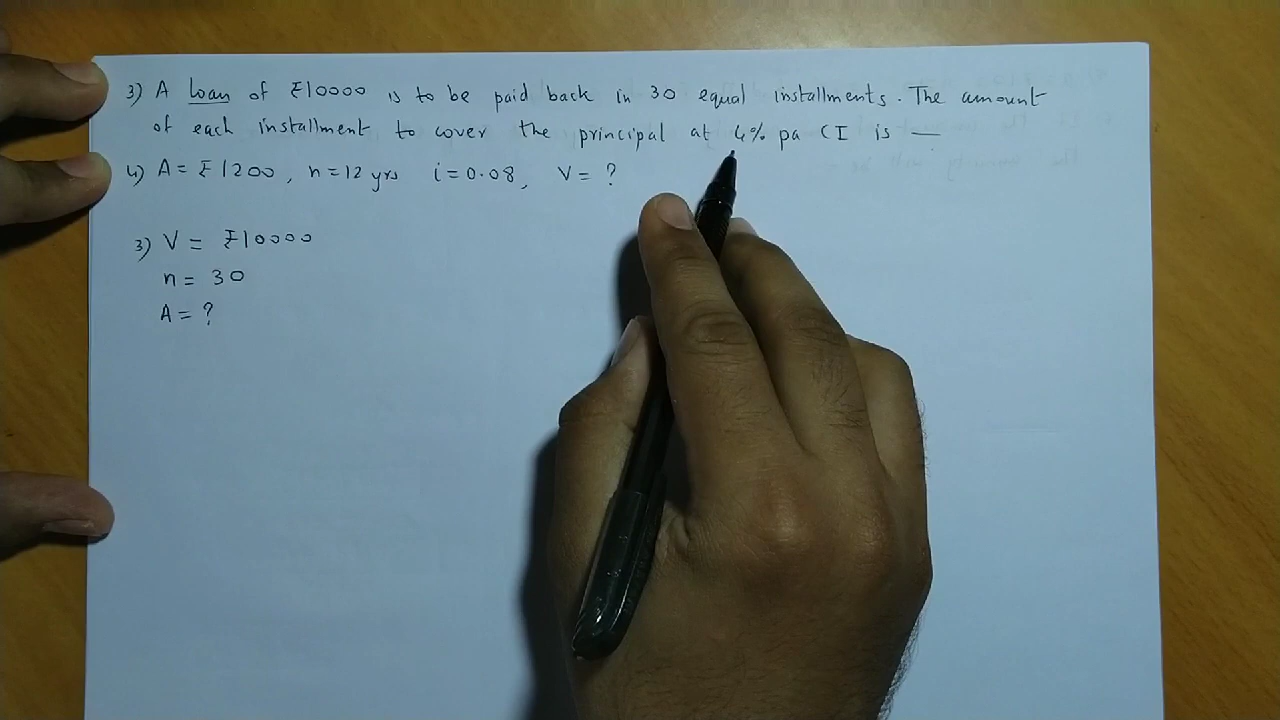 3) A loan of ₹10000 is to be paid back in 30 equal installments. The amount
of each installment to cover the principal at 4% pa CI is —
4) A = ₹1200, n=12 yrs i=0.08, V= ?
3) V = ₹10000
n = 30
A = ?